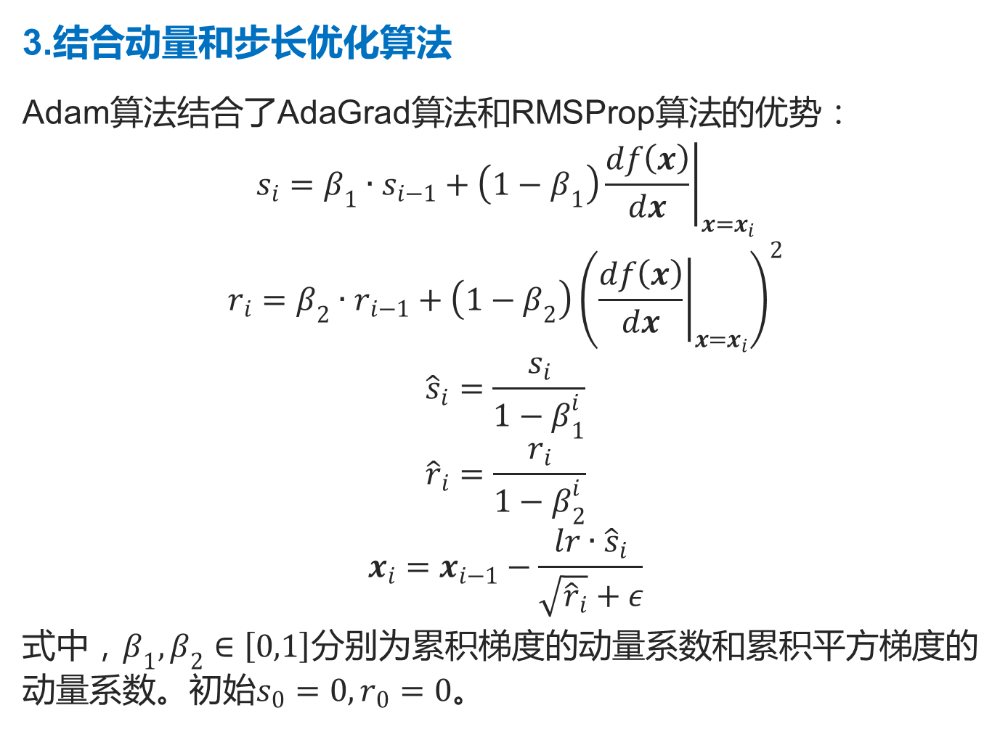 3.结合动量和步长优化算法
Adam算法结合了AdaGrad算法和RMSProp算法的优势：
$s_i = \beta_1 \cdot s_{i-1} + (1 - \beta_1) \left. \frac{df(\boldsymbol{x})}{d\boldsymbol{x}} \right|_{\boldsymbol{x}=\boldsymbol{x}_i}$
$r_i = \beta_2 \cdot r_{i-1} + (1 - \beta_2) \left( \left. \frac{df(\boldsymbol{x})}{d\boldsymbol{x}} \right|_{\boldsymbol{x}=\boldsymbol{x}_i} \right)^2$
$\hat{s}_i = \frac{s_i}{1 - \beta_1^i}$
$\hat{r}_i = \frac{r_i}{1 - \beta_2^i}$
$\boldsymbol{x}_i = \boldsymbol{x}_{i-1} - \frac{lr \cdot \hat{s}_i}{\sqrt{\hat{r}_i} + \epsilon}$
式中，$\beta_1, \beta_2 \in [0,1]$分别为累积梯度的动量系数和累积平方梯度的
动量系数。初始$s_0 = 0, r_0 = 0$。